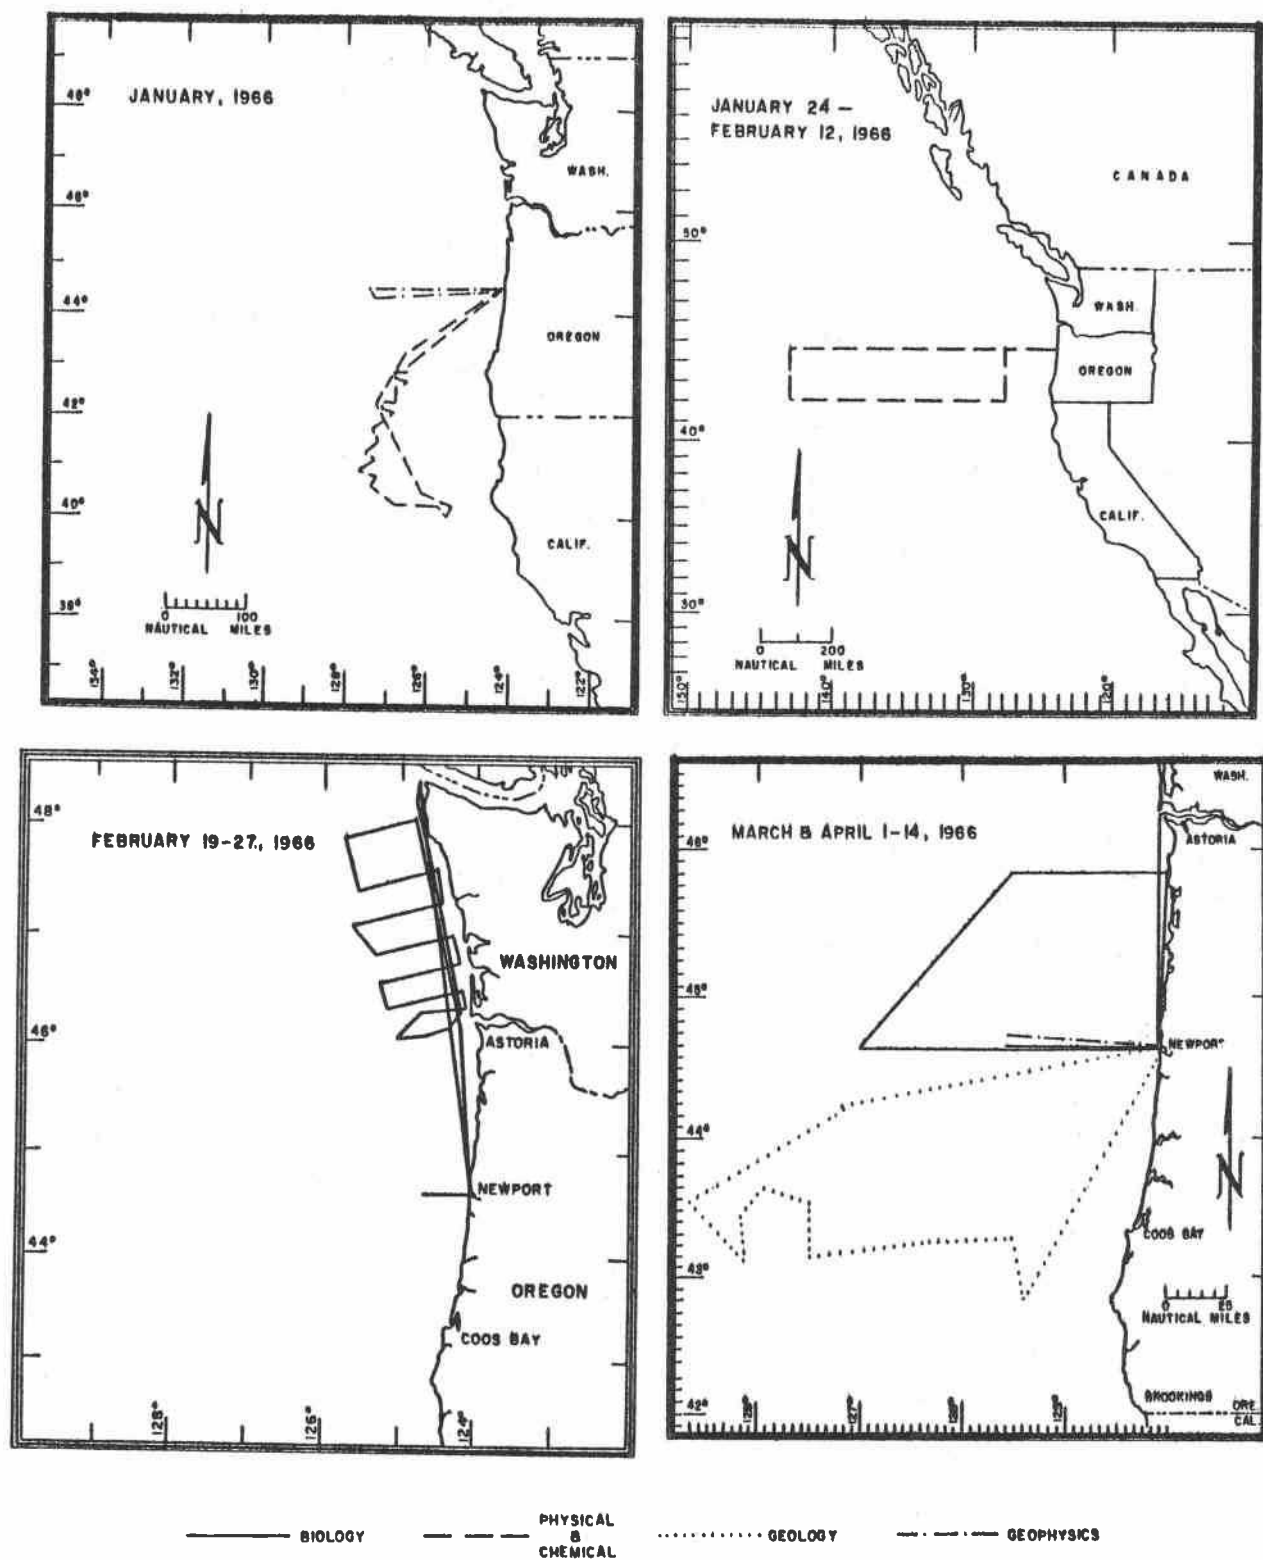 JANUARY, 1966
48°
46°
44°
42°
40°
38°
WASH.
OREGON
CALIF.
N
0 100
NAUTICAL MILES
134° 132° 130° 128° 126° 124° 122°
JANUARY 24 –
FEBRUARY 12, 1966
CANADA
50°
40°
30°
WASH.
OREGON
CALIF.
N
0 200
NAUTICAL MILES
150° 140° 130° 120°
FEBRUARY 19-27, 1966
48°
46°
44°
WASHINGTON
ASTORIA
NEWPORT
OREGON
COOS BAY
128° 126° 124°
MARCH & APRIL 1-14, 1966
WASH.
ASTORIA
46°
45°
44°
43°
42°
NEWPORT
N
COOS BAY
0 25
NAUTICAL MILES
BROOKINGS
ORE.
CAL.
128° 127° 126° 125°
BIOLOGY
PHYSICAL
&
CHEMICAL
GEOLOGY
GEOPHYSICS